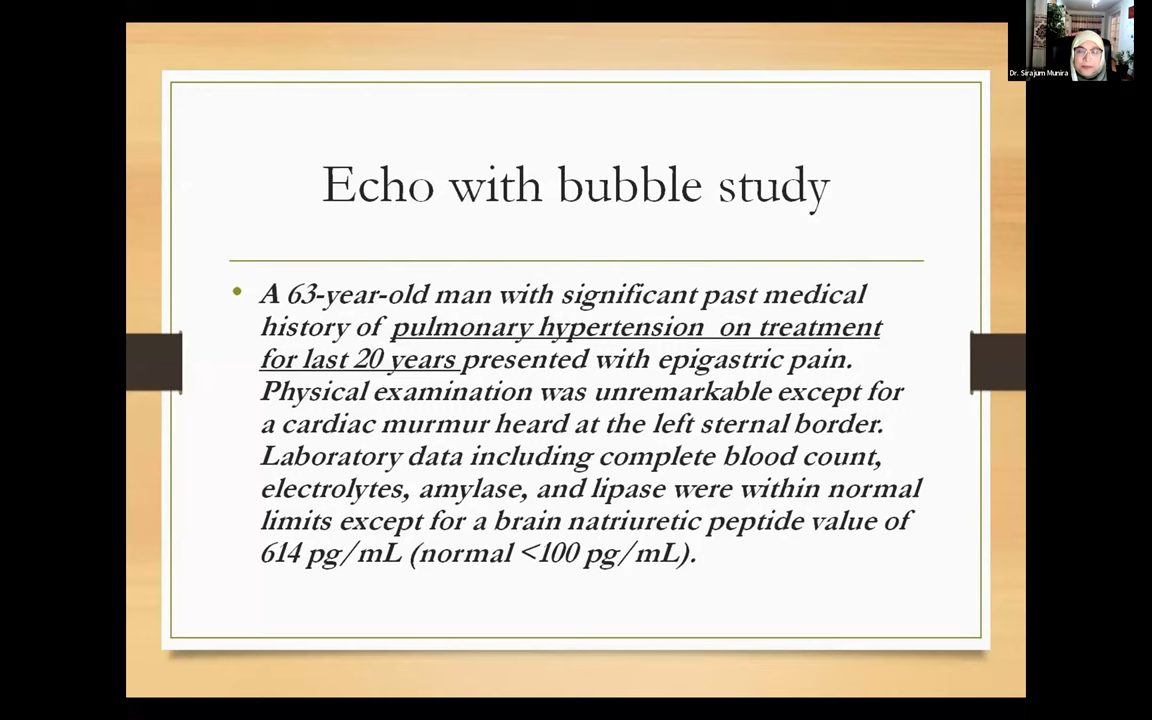 Dr. Sirajum Munira
Echo with bubble study
• A 63-year-old man with significant past medical
history of pulmonary hypertension on treatment
for last 20 years presented with epigastric pain.
Physical examination was unremarkable except for
a cardiac murmur heard at the left sternal border.
Laboratory data including complete blood count,
electrolytes, amylase, and lipase were within normal
limits except for a brain natriuretic peptide value of
614 pg/mL (normal <100 pg/mL).